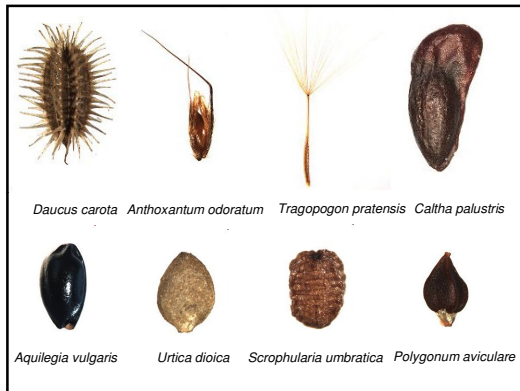 Daucus carota Anthoxantum odoratum Tragopogon pratensis Caltha palustris
Aquilegia vulgaris Urtica dioica Scrophularia umbratica Polygonum aviculare